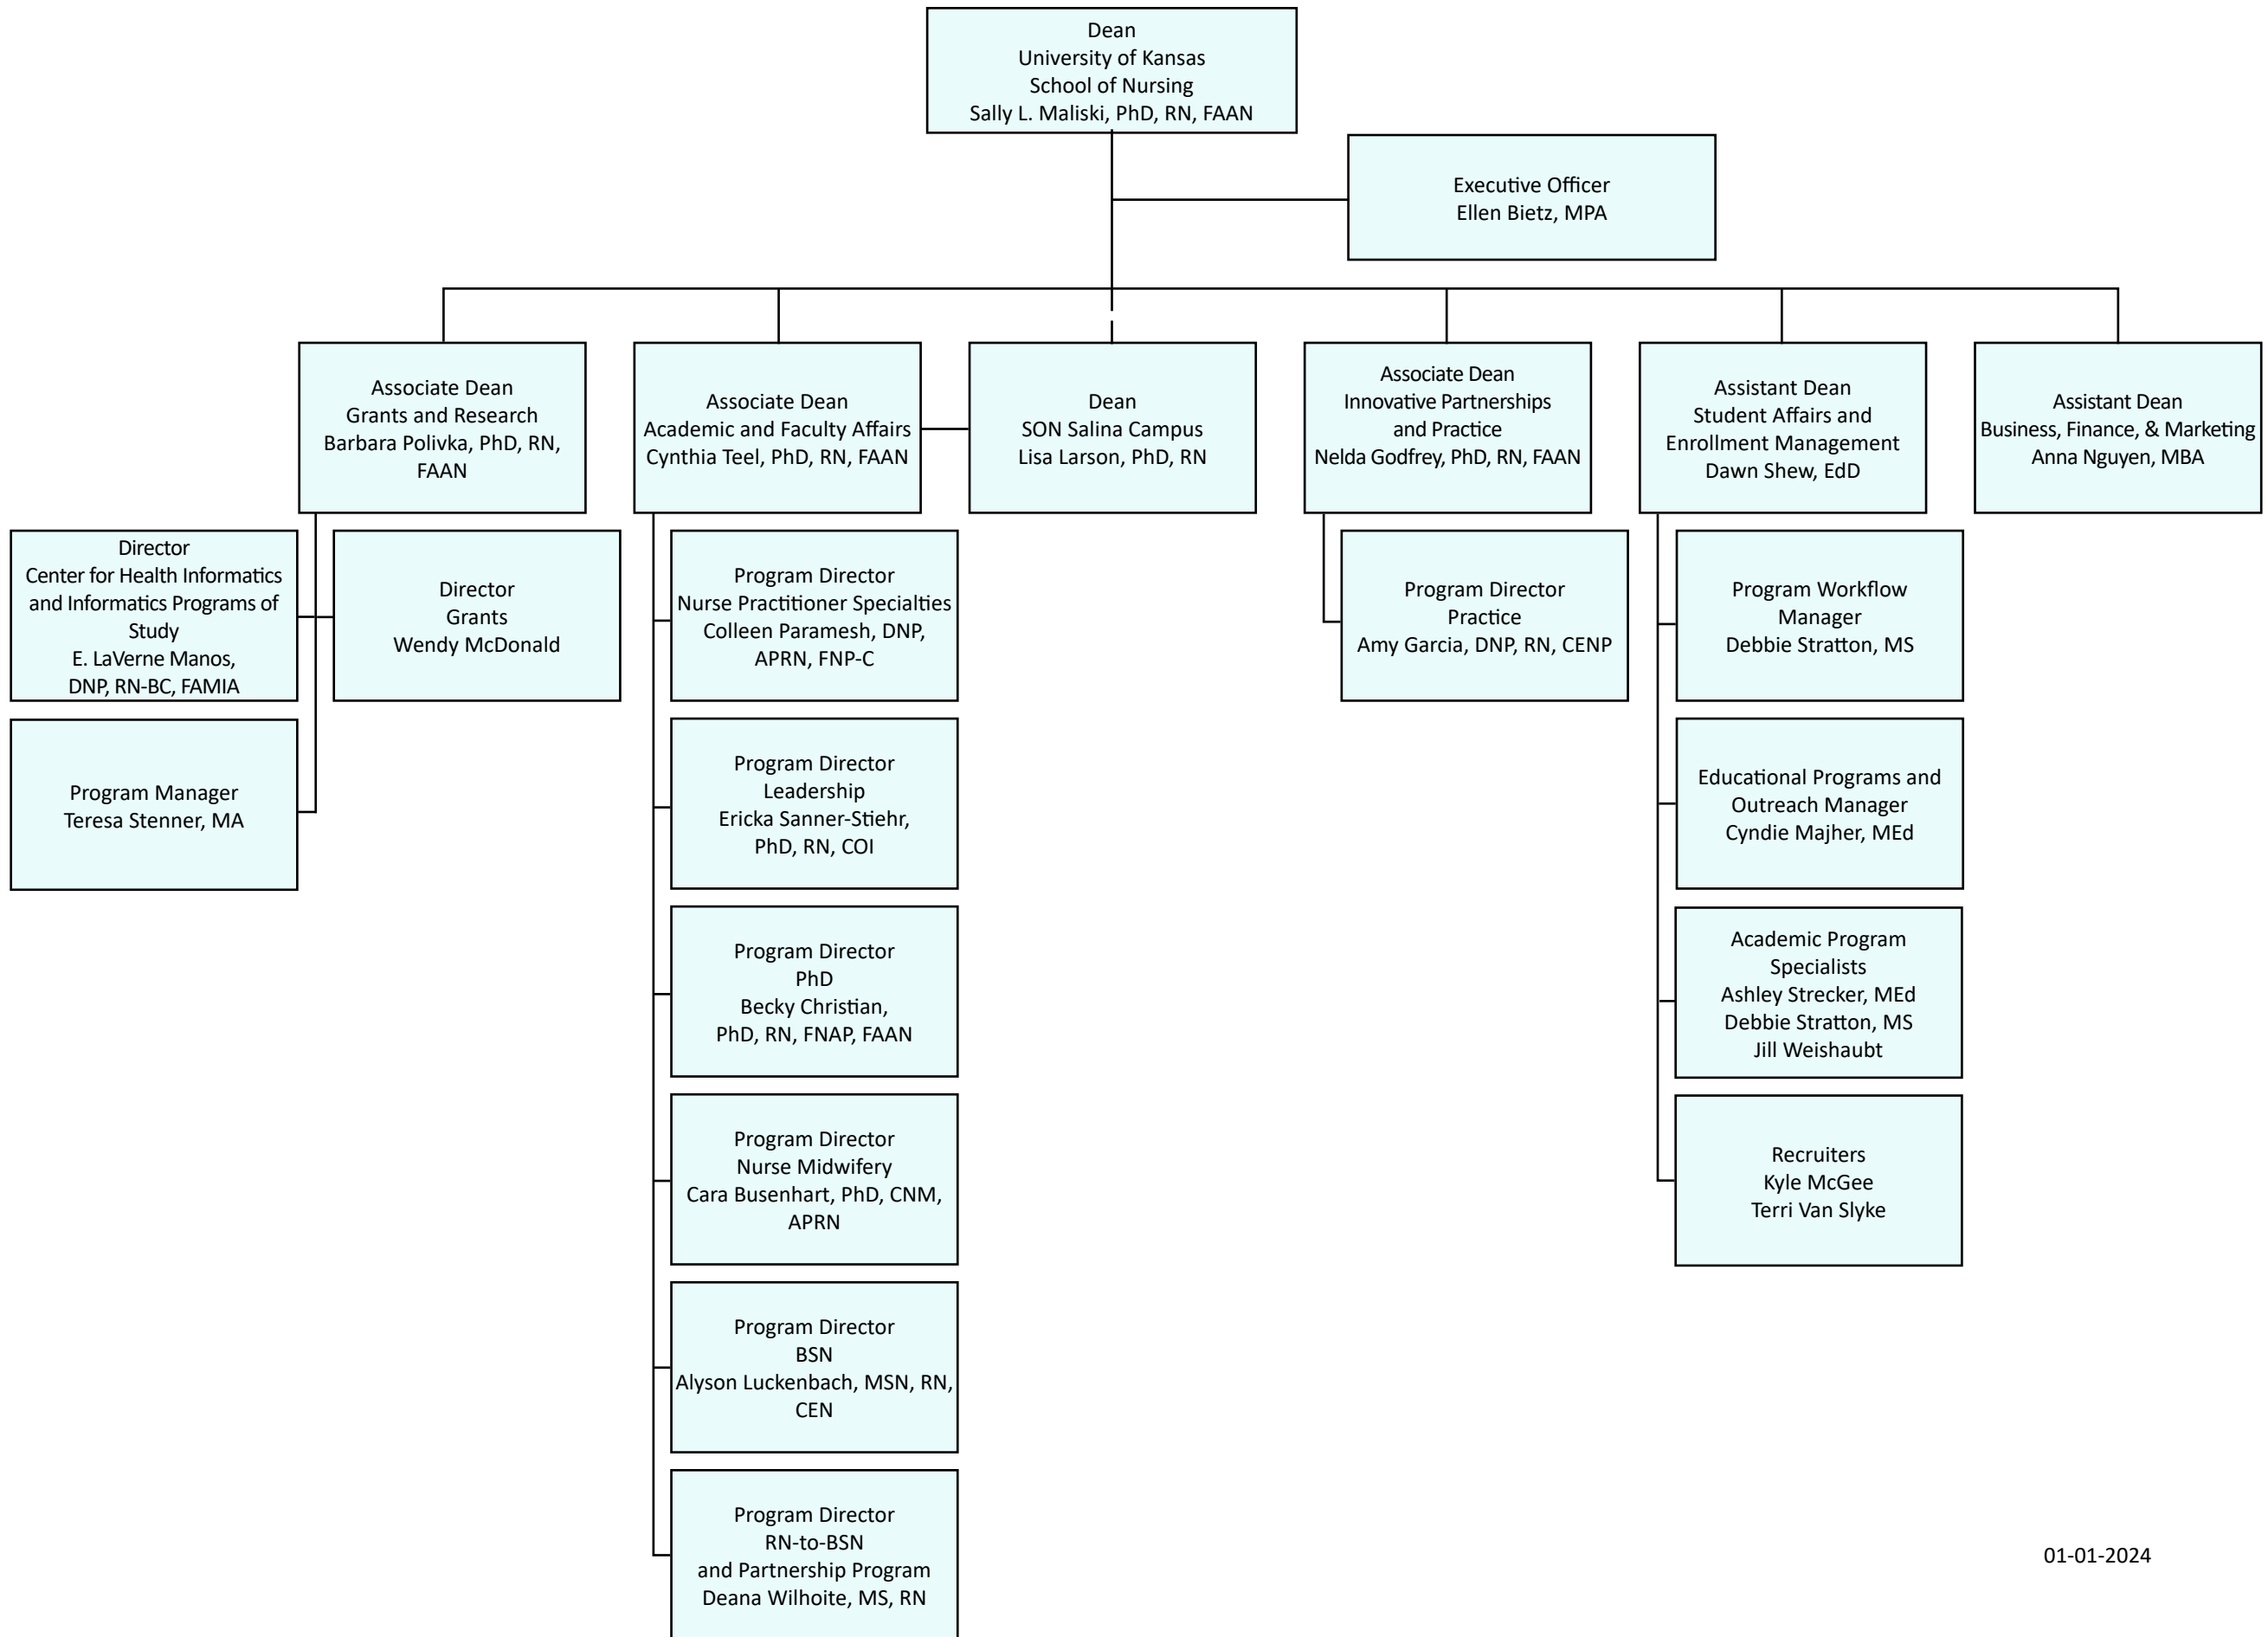 Dean
University of Kansas
School of Nursing
Sally L. Maliski, PhD, RN, FAAN
Executive Officer
Ellen Bietz, MPA
Associate Dean
Grants and Research
Barbara Polivka, PhD, RN,
FAAN
Associate Dean
Academic and Faculty Affairs
Cynthia Teel, PhD, RN, FAAN
Dean
SON Salina Campus
Lisa Larson, PhD, RN
Associate Dean
Innovative Partnerships
and Practice
Nelda Godfrey, PhD, RN, FAAN
Assistant Dean
Student Affairs and
Enrollment Management
Dawn Shew, EdD
Assistant Dean
Business, Finance, & Marketing
Anna Nguyen, MBA
Director
Center for Health Informatics
and Informatics Programs of
Study
E. LaVerne Manos,
DNP, RN-BC, FAMIA
Director
Grants
Wendy McDonald
Program Manager
Teresa Stenner, MA
Program Director
Nurse Practitioner Specialties
Colleen Paramesh, DNP,
APRN, FNP-C
Program Director
Leadership
Ericka Sanner-Stiehr,
PhD, RN, COI
Program Director
PhD
Becky Christian,
PhD, RN, FNAP, FAAN
Program Director
Nurse Midwifery
Cara Busenhart, PhD, CNM,
APRN
Program Director
BSN
Alyson Luckenbach, MSN, RN,
CEN
Program Director
RN-to-BSN
and Partnership Program
Deana Wilhoite, MS, RN
Program Director
Practice
Amy Garcia, DNP, RN, CENP
Program Workflow
Manager
Debbie Stratton, MS
Educational Programs and
Outreach Manager
Cyndie Majher, MEd
Academic Program
Specialists
Ashley Strecker, MEd
Debbie Stratton, MS
Jill Weishaubt
Recruiters
Kyle McGee
Terri Van Slyke
01-01-2024